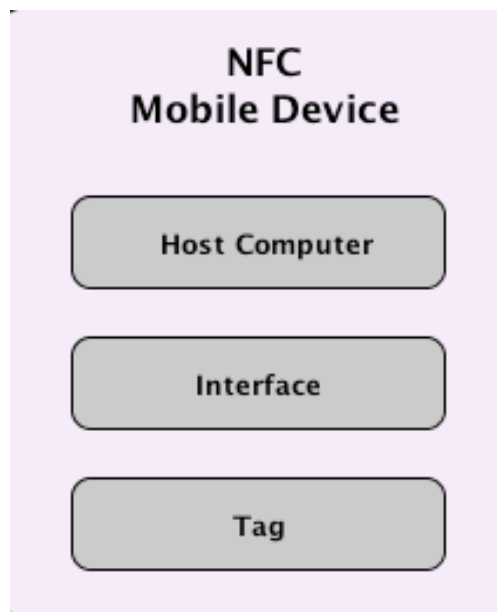 NFC
Mobile Device
Host Computer
Interface
Tag